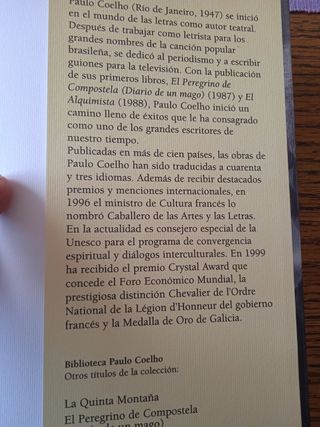 Paulo Coelho (Río de Janeiro, 1947) se inició
en el mundo de las letras como autor teatral.
Después de trabajar como letrista para los
grandes nombres de la canción popular
brasileña, se dedicó al periodismo y a escribir
guiones para la televisión. Con la publicación
de sus primeros libros, El Peregrino de
Compostela (Diario de un mago) (1987) y El
Alquimista (1988), Paulo Coelho inició un
camino lleno de éxitos que le ha consagrado
como uno de los grandes escritores de
nuestro tiempo.
Publicadas en más de cien países, las obras de
Paulo Coelho han sido traducidas a cuarenta
y tres idiomas. Además de recibir destacados
premios y menciones internacionales, en
1996 el ministro de Cultura francés lo
nombró Caballero de las Artes y las Letras.
En la actualidad es consejero especial de la
Unesco para el programa de convergencia
espiritual y diálogos interculturales. En 1999
ha recibido el premio Crystal Award que
concede el Foro Económico Mundial, la
prestigiosa distinción Chevalier de l'Ordre
National de la Légion d'Honneur del gobierno
francés y la Medalla de Oro de Galicia.
Biblioteca Paulo Coelho
Otros títulos de la colección:
La Quinta Montaña
El Peregrino de Compostela
de un mago)